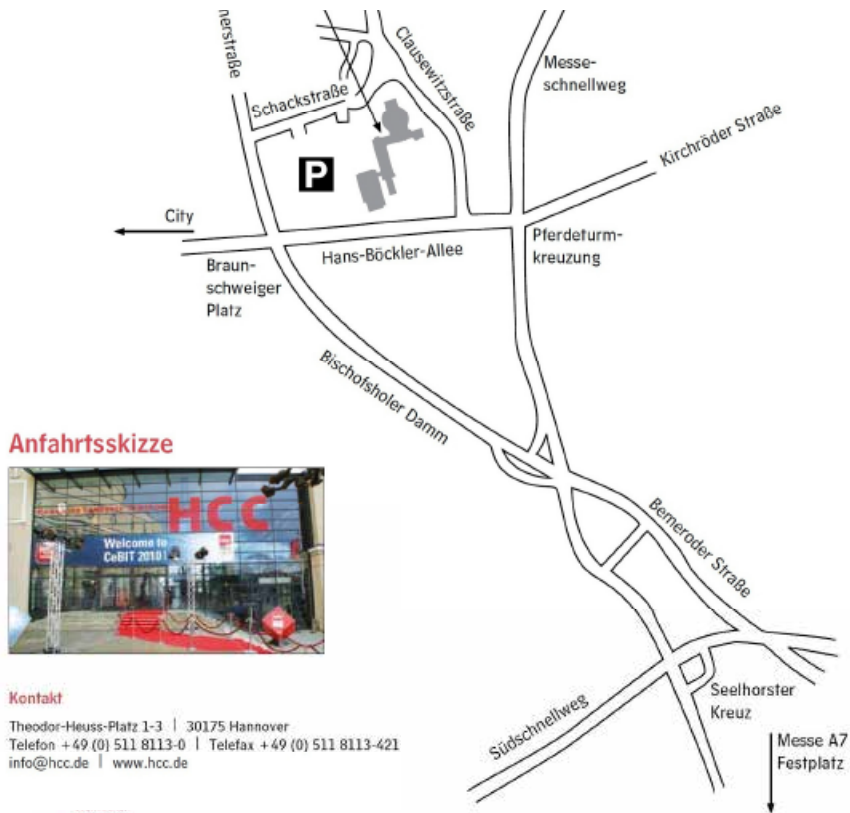 Schackstraße
Clausewitzstraße
Messe-
schnellweg
Kirchröder Straße
P
City
Hans-Böckler-Allee
Pferdeturm-
kreuzung
Braun-
schweiger
Platz
Bischofsholer Damm
Anfahrtsskizze
HCC
Welcome to
CeBIT 2010!
Bemeroder Straße
Kontakt
Theodor-Heuss-Platz 1-3 | 30175 Hannover
Telefon +49 (0) 511 8113-0 | Telefax +49 (0) 511 8113-421
info@hcc.de | www.hcc.de
Südschnellweg
Seelhorster
Kreuz
Messe A7
Festplatz